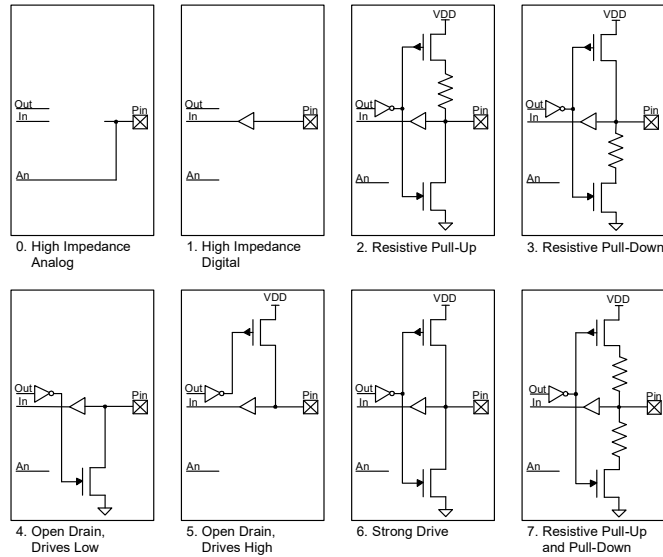 VDD
VDD
Out
In
Pin
An
Out
In
Pin
An
Out
In
Pin
An
Out
In
Pin
An
0. High Impedance
Analog
1. High Impedance
Digital
2. Resistive Pull-Up
3. Resistive Pull-Down
VDD
VDD
VDD
Out
In
Pin
An
Out
In
Pin
An
Out
In
Pin
An
Out
In
Pin
An
4. Open Drain,
Drives Low
5. Open Drain,
Drives High
6. Strong Drive
7. Resistive Pull-Up
and Pull-Down